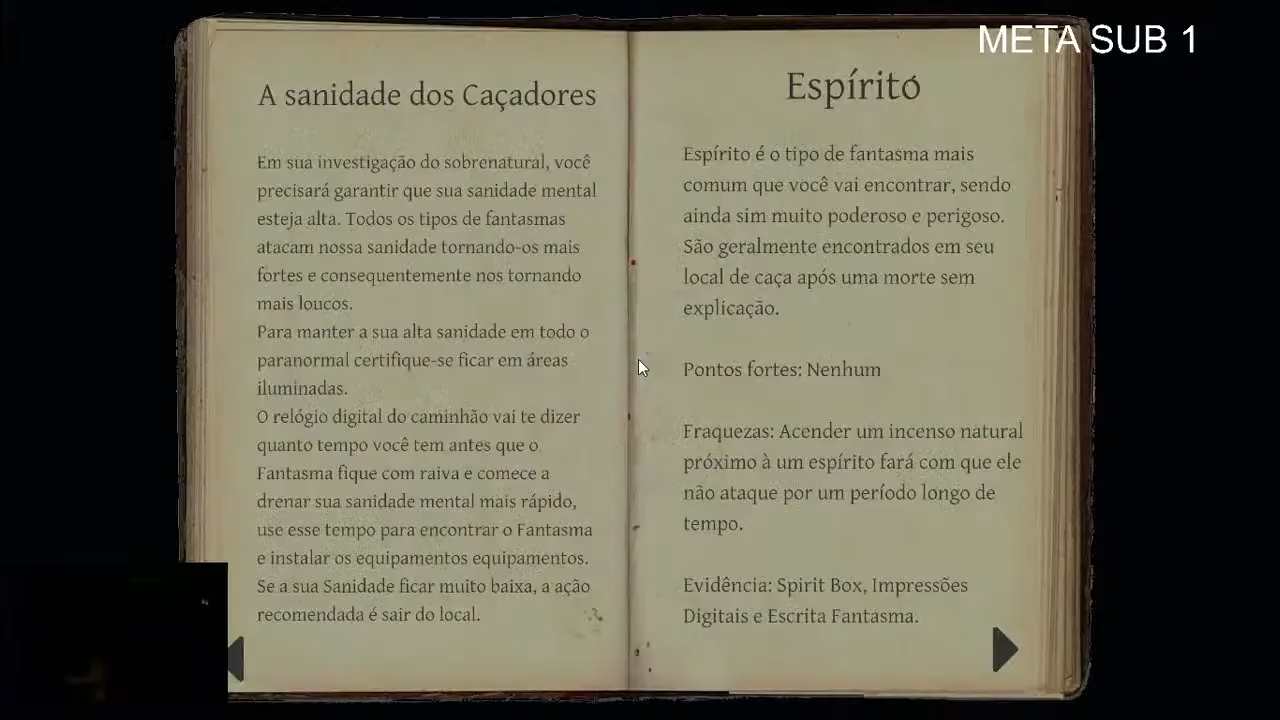 META SUB 1
A sanidade dos Caçadores
Em sua investigação do sobrenatural, você
precisará garantir que sua sanidade mental
esteja alta. Todos os tipos de fantasmas
atacam nossa sanidade tornando-os mais
fortes e consequentemente nos tornando
mais loucos.
Para manter a sua alta sanidade em todo o
paranormal certifique-se ficar em áreas
iluminadas.
O relógio digital do caminhão vai te dizer
quanto tempo você tem antes que o
Fantasma fique com raiva e comece a
drenar sua sanidade mental mais rápido,
use esse tempo para encontrar o Fantasma
e instalar os equipamentos equipamentos.
Se a sua Sanidade ficar muito baixa, a ação
recomendada é sair do local.
Espírito
Espírito é o tipo de fantasma mais
comum que você vai encontrar, sendo
ainda sim muito poderoso e perigoso.
São geralmente encontrados em seu
local de caça após uma morte sem
explicação.
Pontos fortes: Nenhum
Fraquezas: Acender um incenso natural
próximo à um espírito fará com que ele
não ataque por um período longo de
tempo.
Evidência: Spirit Box, Impressões
Digitais e Escrita Fantasma.